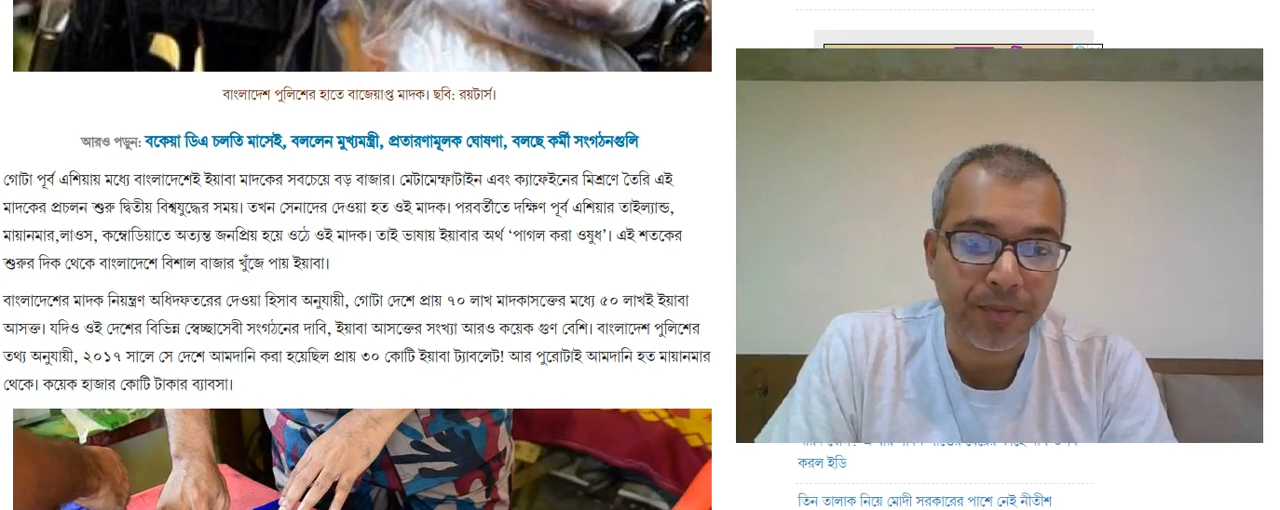 বাংলাদেশ পুলিশের হাতে বাজেয়াপ্ত মাদক। ছবি: রয়টার্স।
আরও পড়ুন: বকেয়া ডিএ চলতি মাসেই, বললেন মুখ্যমন্ত্রী, প্রতারণামূলক ঘোষণা, বলছে কর্মী সংগঠনগুলি
গোটা পূর্ব এশিয়ায় মধ্যে বাংলাদেশেই ইয়াবা মাদকের সবচেয়ে বড় বাজার। মেটামেম্ফাটাইন এবং ক্যাফেইনের মিশ্রণে তৈরি এই
মাদকের প্রচলন শুরু দ্বিতীয় বিশ্বযুদ্ধের সময়। তখন সেনাদের দেওয়া হত ওই মাদক। পরবর্তীতে দক্ষিণ পূর্ব এশিয়ার তাইল্যান্ড,
মায়ানমার,লাওস, কম্বোডিয়াতে অত্যন্ত জনপ্রিয় হয়ে ওঠে ওই মাদক। তাই ভাষায় ইয়াবার অর্থ ‘পাগল করা ওষুধ’। এই শতকের
শুরুর দিক থেকে বাংলাদেশে বিশাল বাজার খুঁজে পায় ইয়াবা।
বাংলাদেশের মাদক নিয়ন্ত্রণ অধিদফতরের দেওয়া হিসাব অনুযায়ী, গোটা দেশে প্রায় ৭০ লাখ মাদকাসক্তের মধ্যে ৫০ লাখই ইয়াবা
আসক্ত। যদিও ওই দেশের বিভিন্ন স্বেচ্ছাসেবী সংগঠনের দাবি, ইয়াবা আসক্তের সংখ্যা আরও কয়েক গুণ বেশি। বাংলাদেশ পুলিশের
তথ্য অনুযায়ী, ২০১৭ সালে সে দেশে আমদানি করা হয়েছিল প্রায় ৩০ কোটি ইয়াবা ট্যাবলেট! আর পুরোটাই আমদানি হত মায়ানমার
থেকে। কয়েক হাজার কোটি টাকার ব্যাবসা।
করল ইডি
তিন তালাক নিয়ে মোদী সরকারের পাশে নেই নীতীশ